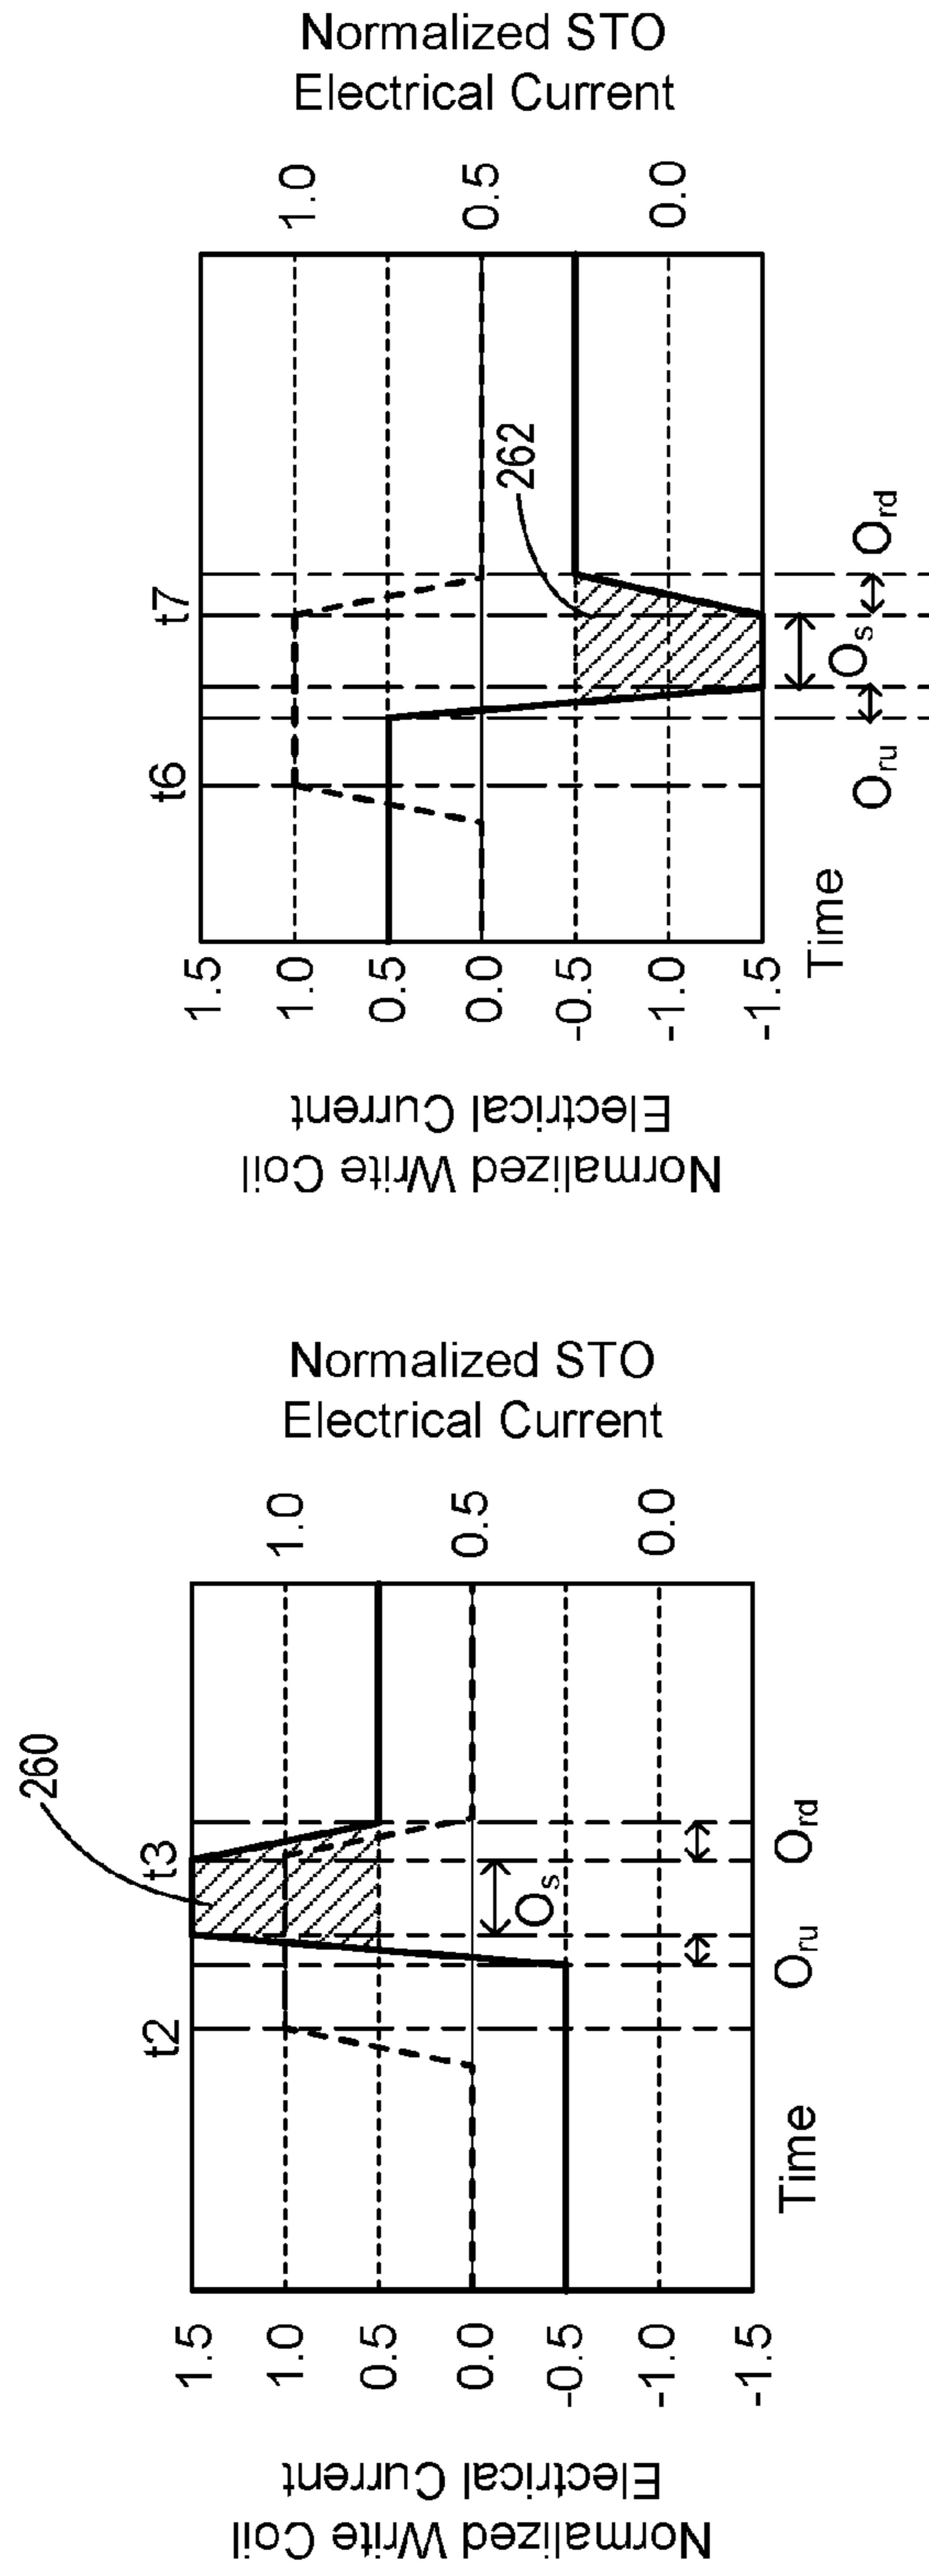 Normalized Write Coil
Electrical Current
1.5
1.0
0.5
0.0
-0.5
-1.0
-1.5
260
t2
t3
1.0
0.5
0.0
Normalized STO
Electrical Current
Os
Time
Oru
Ord
Normalized Write Coil
Electrical Current
1.5
1.0
0.5
0.0
-0.5
-1.0
-1.5
t6
t7
262
1.0
0.5
0.0
Normalized STO
Electrical Current
Time
Oru
Os
Ord